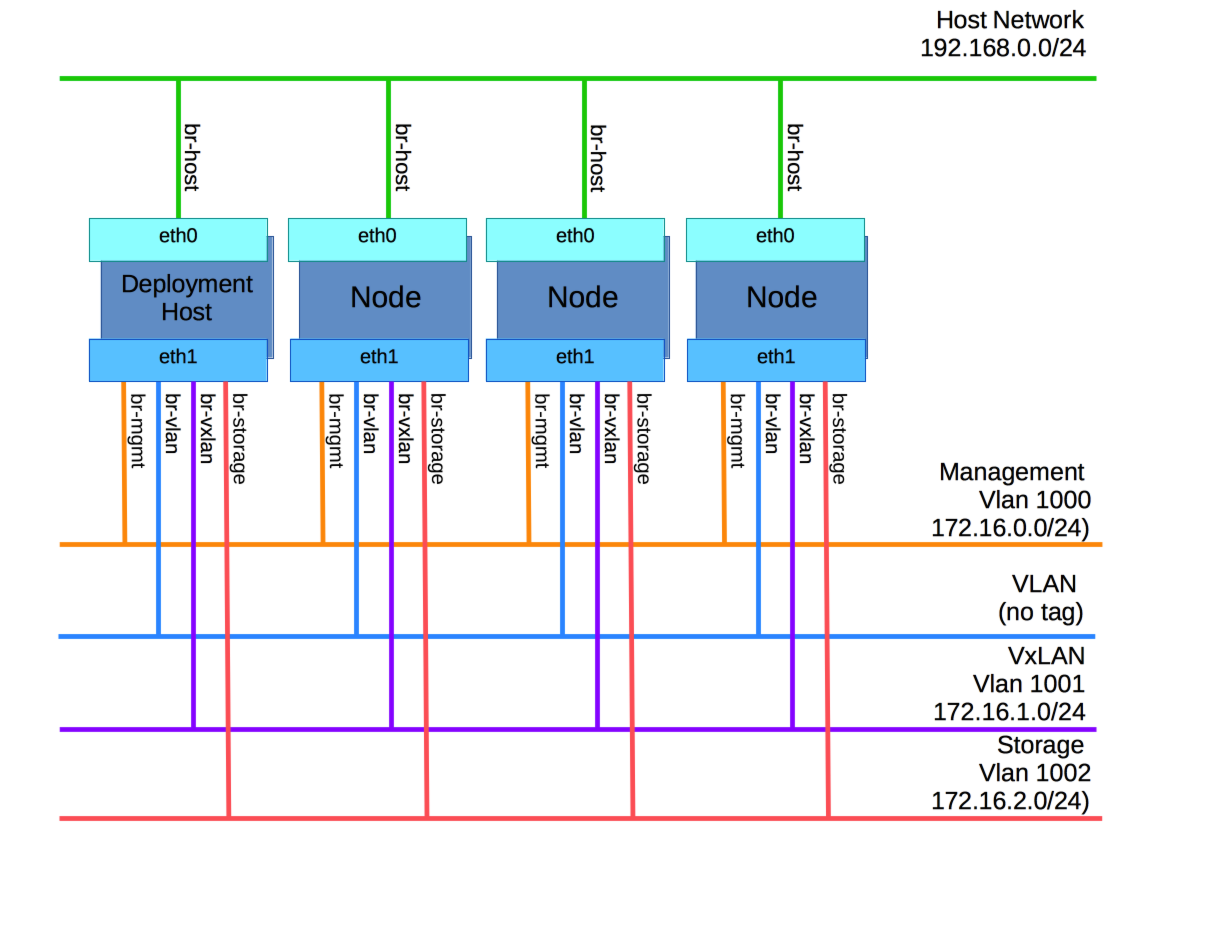 Host Network
192.168.0.0/24
br-host
br-host
br-host
br-host
eth0
eth0
eth0
eth0
Deployment
Host
Node
Node
Node
eth1
eth1
eth1
eth1
br-mgmt
br-vlan
br-vxlan
br-storage
br-mgmt
br-vlan
br-vxlan
br-storage
br-mgmt
br-vlan
br-vxlan
br-storage
br-mgmt
br-vlan
br-vxlan
br-storage
Management
Vlan 1000
172.16.0.0/24)
VLAN
(no tag)
VxLAN
Vlan 1001
172.16.1.0/24
Storage
Vlan 1002
172.16.2.0/24)